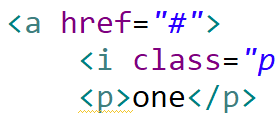 <a href="#">
<i class="p
<p>one</p>